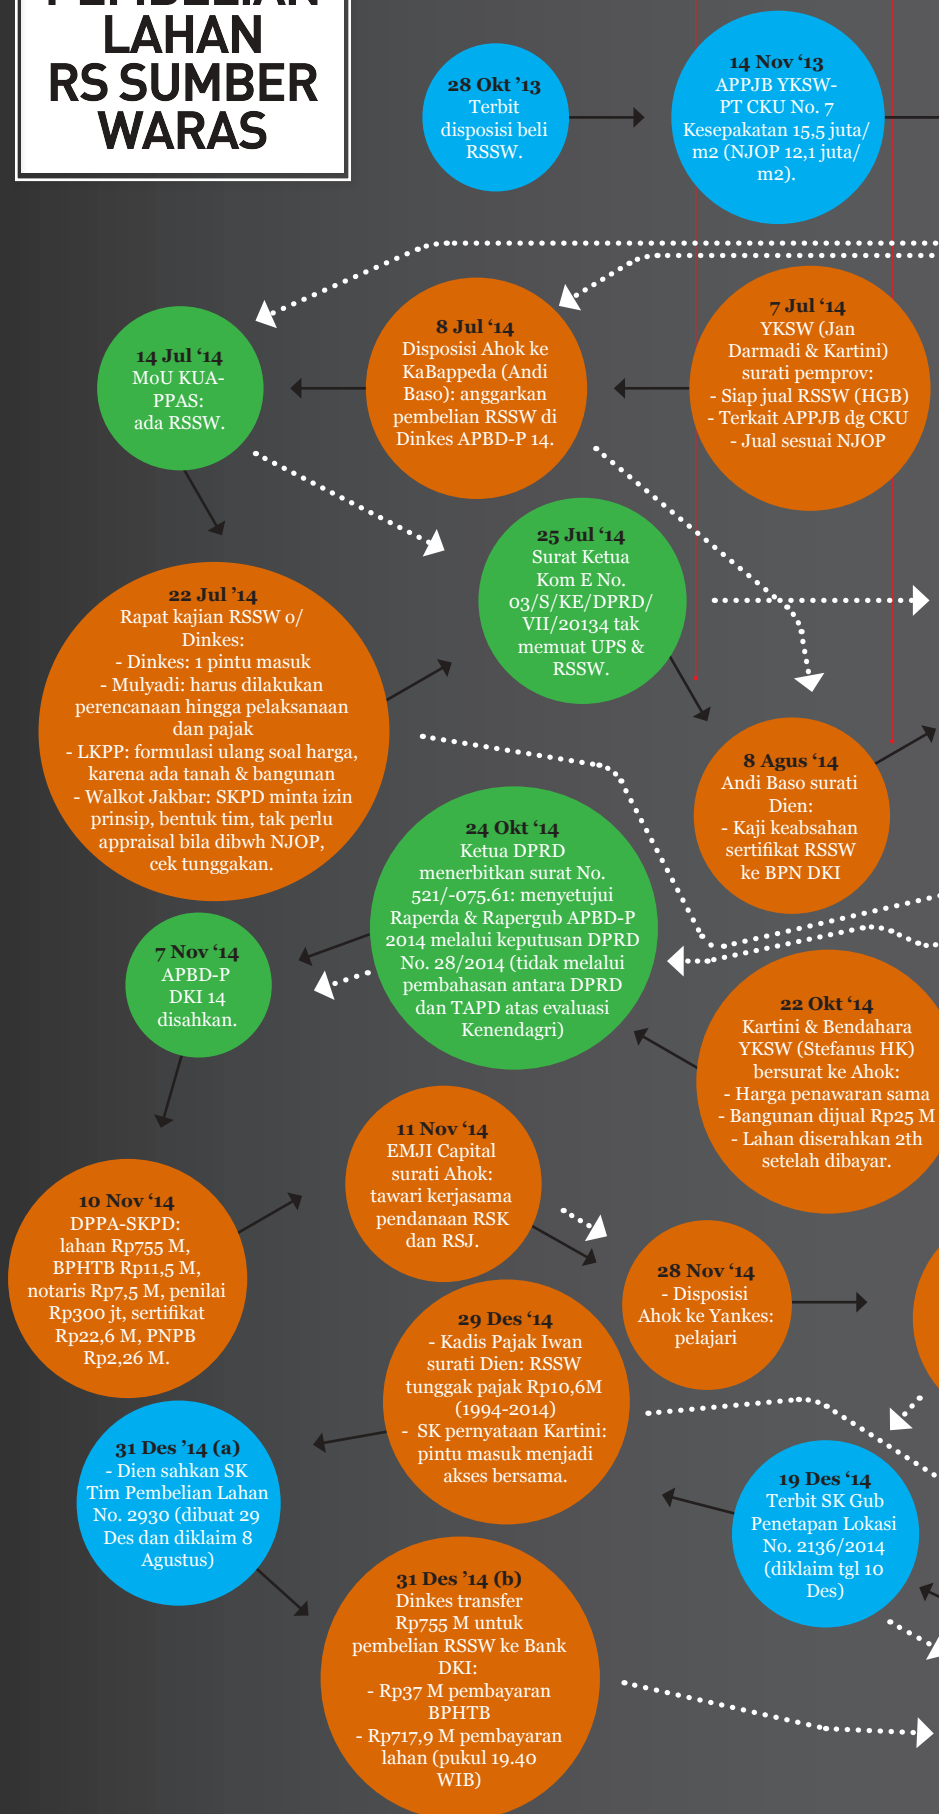 PEMBELIAN
LAHAN
RS SUMBER
WARAS
28 Okt ’13
Terbit
disposisi beli
RSSW.
14 Nov ‘13
APPJB YKSW-
PT CKU No. 7
Kesepakatan 15,5 juta/
m2 (NJOP 12,1 juta/
m2).
7 Jul ‘14
YKSW (Jan
Darmadi & Kartini)
surati pemprov:
- Siap jual RSSW (HGB)
- Terkait APPJB dg CKU
- Jual sesuai NJOP
8 Jul ‘14
Disposisi Ahok ke
KaBappeda (Andi
Baso): anggarkan
pembelian RSSW di
Dinkes APBD-P 14.
14 Jul ‘14
MoU KUA-
PPAS:
ada RSSW.
22 Jul ’14
Rapat kajian RSSW o/
Dinkes:
- Dinkes: 1 pintu masuk
- Mulyadi: harus dilakukan
perencanaan hingga pelaksanaan
dan pajak
- LKPP: formulasi ulang soal harga,
karena ada tanah & bangunan
- Walkot Jakbar: SKPD minta izin
prinsip, bentuk tim, tak perlu
appraisal bila dibwh NJOP,
cek tunggakan.
25 Jul ‘14
Surat Ketua
Kom E No.
03/S/KE/DPRD/
VII/20134 tak
memuat UPS &
RSSW.
8 Agus ‘14
Andi Baso surati
Dien:
- Kaji keabsahan
sertifikat RSSW
ke BPN DKI
22 Okt ‘14
Kartini & Bendahara
YKSW (Stefanus HK)
bersurat ke Ahok:
- Harga penawaran sama
- Bangunan dijual Rp25 M
- Lahan diserahkan 2th
setelah dibayar.
24 Okt ‘14
Ketua DPRD
menerbitkan surat No.
521/-075.61: menyetujui
Raperda & Rapergub APBD-P
2014 melalui keputusan DPRD
No. 28/2014 (tidak melalui
pembahasan antara DPRD
dan TAPD atas evaluasi
Kenendagri)
7 Nov ‘14
APBD-P
DKI 14
disahkan.
10 Nov ‘14
DPPA-SKPD:
lahan Rp755 M,
BPHTB Rp11,5 M,
notaris Rp7,5 M, penilai
Rp300 jt, sertifikat
Rp22,6 M, PNPB
Rp2,26 M.
11 Nov ‘14
EMJI Capital
surati Ahok:
tawari kerjasama
pendanaan RSK
dan RSJ.
28 Nov ‘14
- Disposisi
Ahok ke Yankes:
pelajari
19 Des ‘14
Terbit SK Gub
Penetapan Lokasi
No. 2136/2014
(diklaim tgl 10
Des)
29 Des ‘14
- Kadis Pajak Iwan
surati Dien: RSSW
tunggak pajak Rp10,6M
(1994-2014)
- SK pernyataan Kartini:
pintu masuk menjadi
akses bersama.
31 Des ’14 (a)
- Dien sahkan SK
Tim Pembelian Lahan
No. 2930 (dibuat 29
Des dan diklaim 8
Agustus)
31 Des ’14 (b)
Dinkes transfer
Rp755 M untuk
pembelian RSSW ke Bank
DKI:
- Rp37 M pembayaran
BPHTB
- Rp717,9 M pembayaran
lahan (pukul 19.40
WIB)